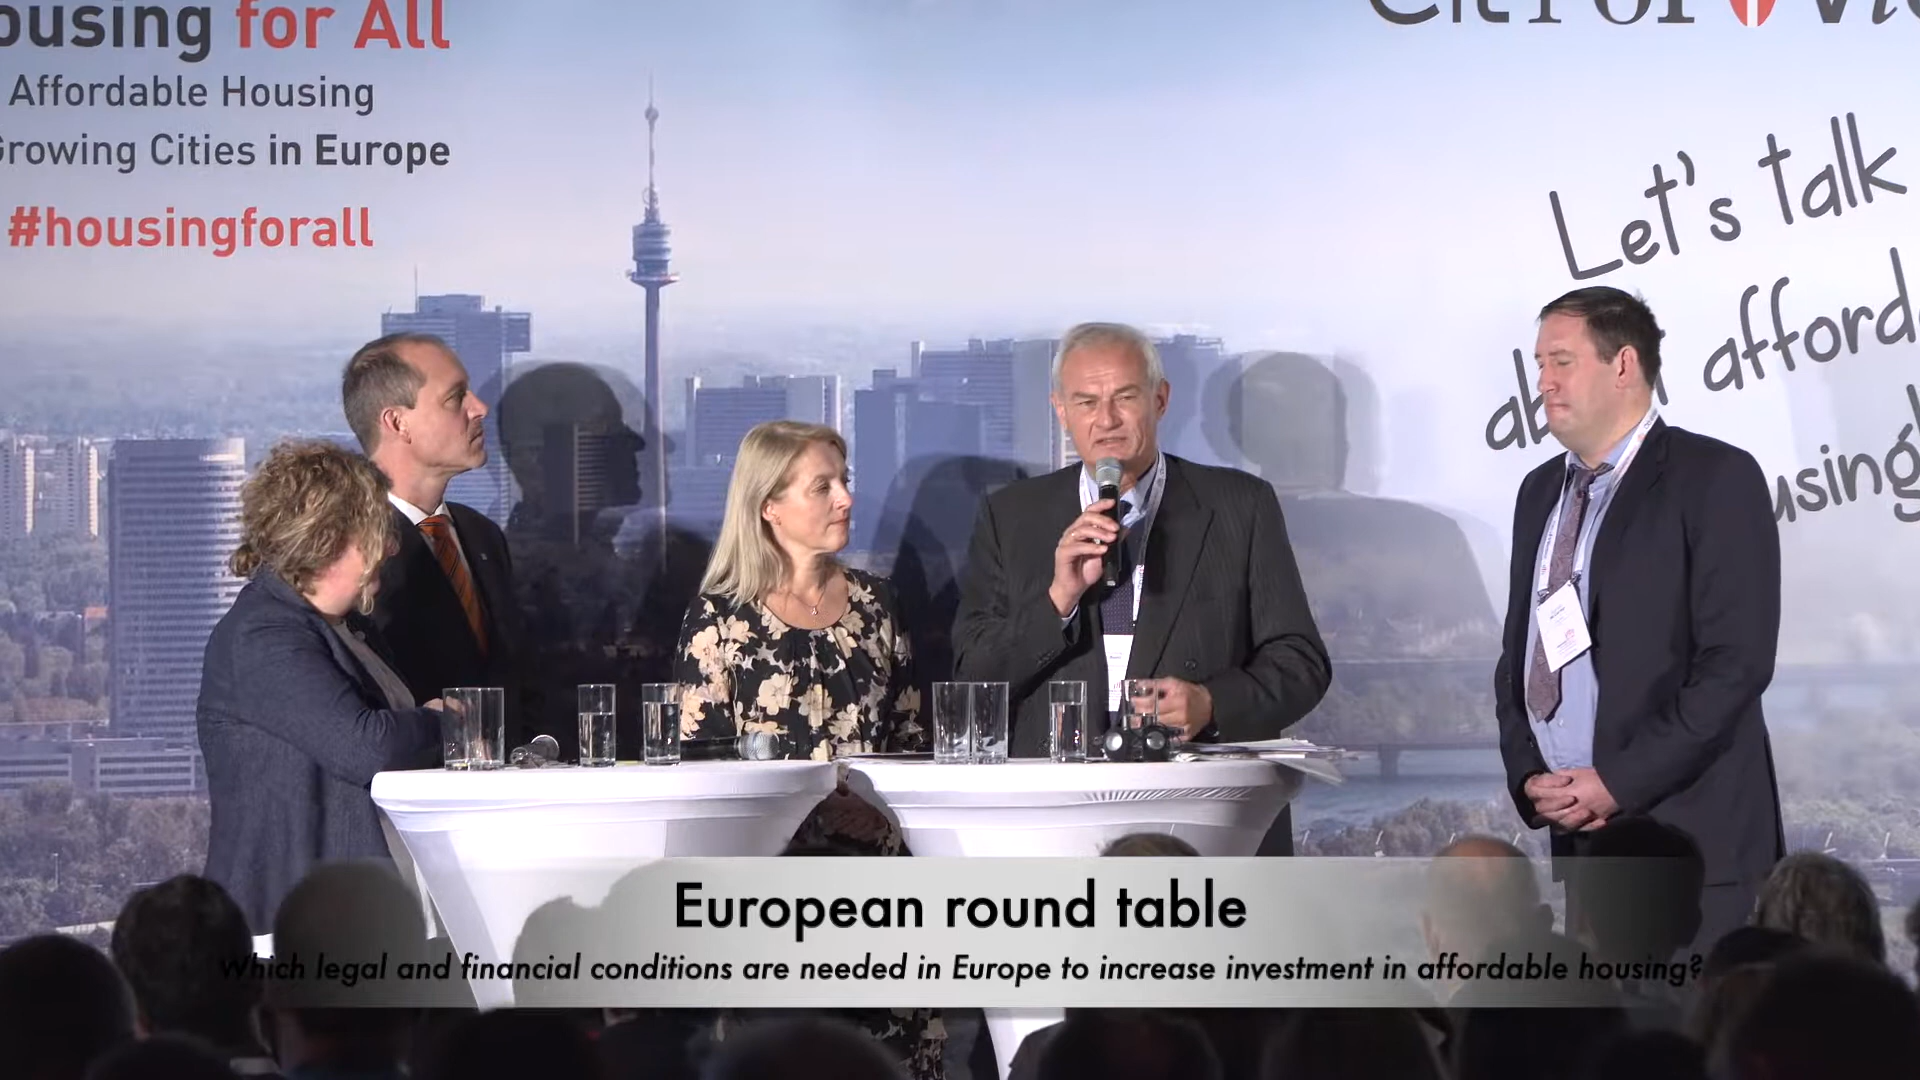 ousing for All
Affordable Housing
Growing Cities in Europe
#housingforall
Let's talk
afford
using
European round table
Which legal and financial conditions are needed in Europe to increase investment in affordable housing?